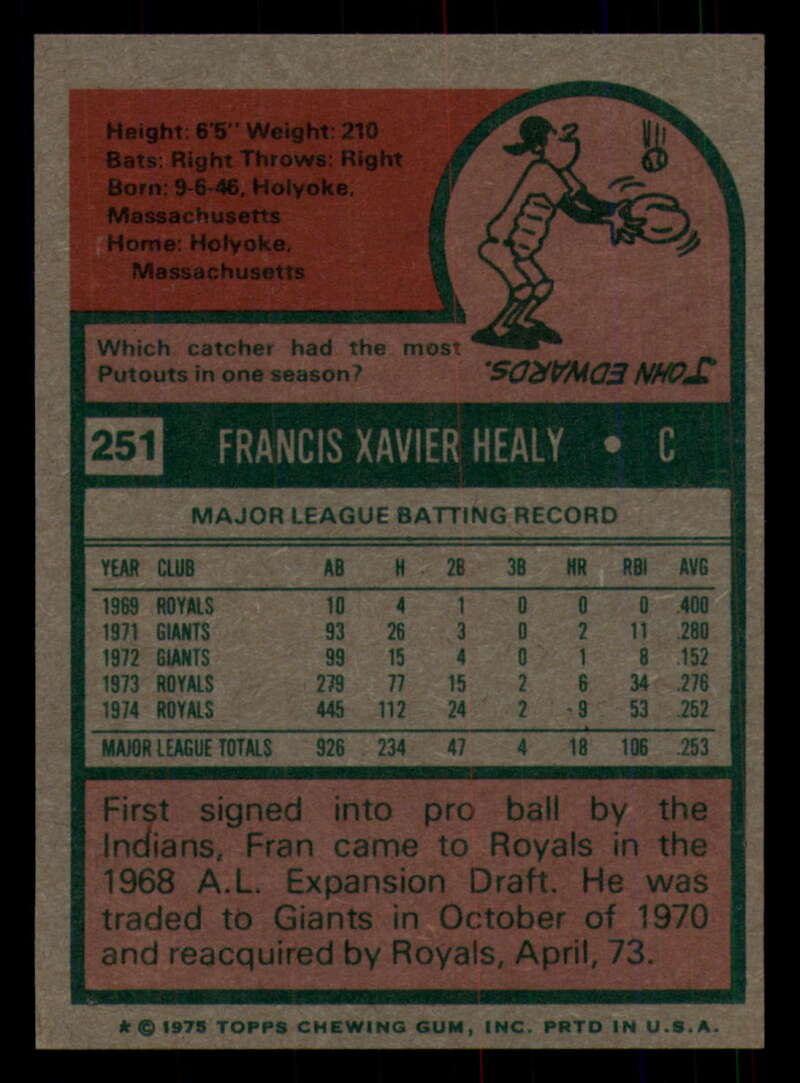 Height: 6'5" Weight: 210
Bats: Right Throws: Right
Born: 9-6-46, Holyoke,
Massachusetts
Home: Holyoke,
Massachusetts
Which catcher had the most
Putouts in one season?
JOHN EDWARDS.
251 FRANCIS XAVIER HEALY • C
MAJOR LEAGUE BATTING RECORD
YEAR CLUB AB H 2B 3B HR RBI AVG
1969 ROYALS 10 4 1 0 0 0 .400
1971 GIANTS 93 26 3 0 2 11 .280
1972 GIANTS 99 15 4 0 1 8 .152
1973 ROYALS 279 77 15 2 6 34 .276
1974 ROYALS 445 112 24 2 9 53 .252
MAJOR LEAGUE TOTALS 926 234 47 4 18 106 .253
First signed into pro ball by the
Indians, Fran came to Royals in the
1968 A.L. Expansion Draft. He was
traded to Giants in October of 1970
and reacquired by Royals, April, 73.
* © 1975 TOPPS CHEWING GUM, INC. PRTD IN U.S.A.